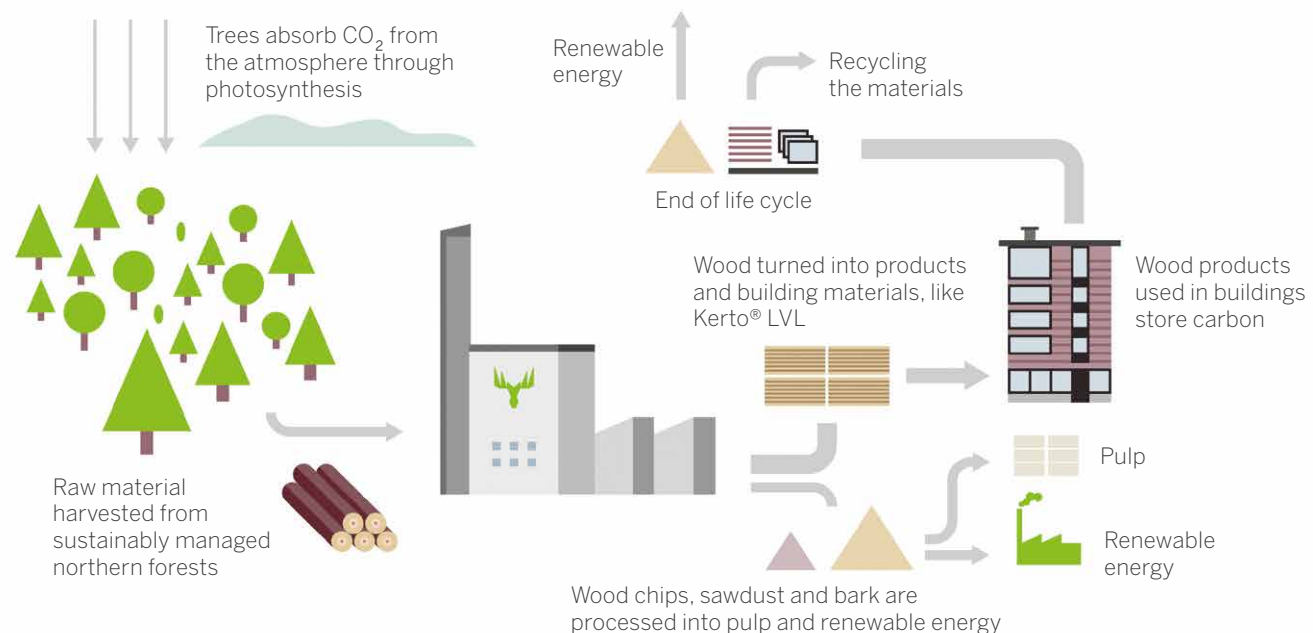 Trees absorb CO₂ from
the atmosphere through
photosynthesis
Renewable
energy
Recycling
the materials
End of life cycle
Wood turned into products
and building materials, like
Kerto® LVL
Wood products
used in buildings
store carbon
Raw material
harvested from
sustainably managed
northern forests
Pulp
Renewable
energy
Wood chips, sawdust and bark are
processed into pulp and renewable energy